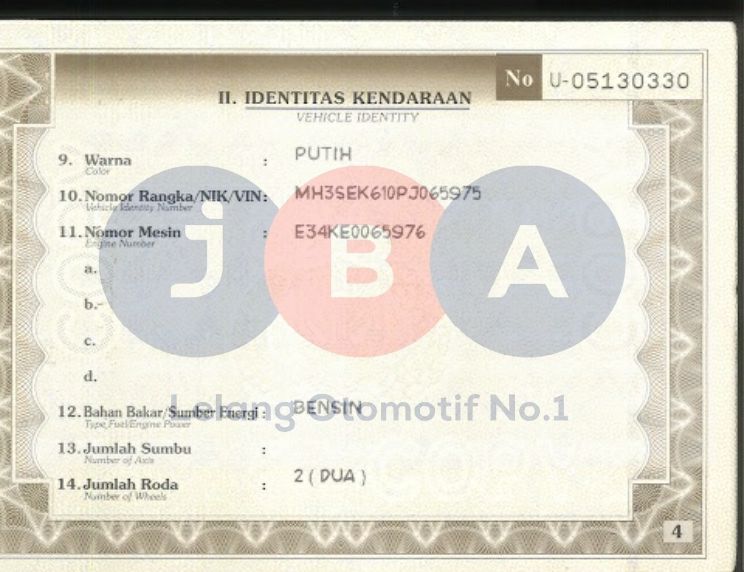 No U-05130330
II. IDENTITAS KENDARAAN
VEHICLE IDENTITY
9. Warna : PUTIH
Color
10. Nomor Rangka/NIK/VIN: MH3SEK610PJ065975
Vehicle Identity Number
11. Nomor Mesin : E34KE0065976
Engine Number
a.
b.-
c.
d.
jBA
Lelang Otomotif No.1
12. Bahan Bakar/Sumber Energi : BENSIN
Type Fuel/Engine Power
13. Jumlah Sumbu :
Number of Axis
14. Jumlah Roda : 2 ( DUA )
Number of Wheels
4